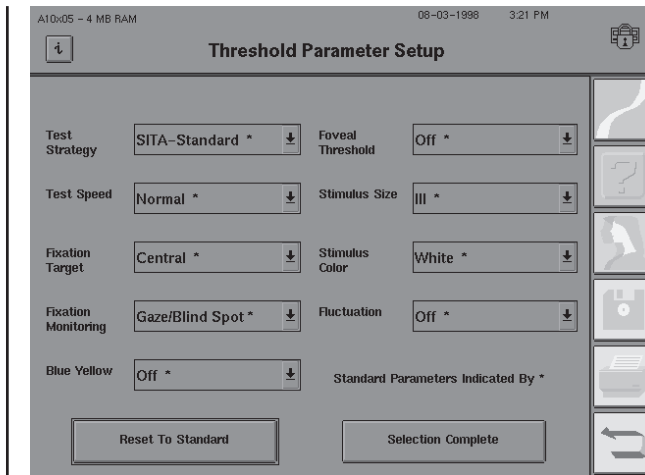 A10x05 – 4 MB RAM 08–03–1998 3:21 PM
i
Threshold Parameter Setup
Test Strategy SITA–Standard * Foveal Threshold Off *
Test Speed Normal * Stimulus Size III *
Fixation Target Central * Stimulus Color White *
Fixation Monitoring Gaze/Blind Spot * Fluctuation Off *
Blue Yellow Off * Standard Parameters Indicated By *
Reset To Standard Selection Complete
?